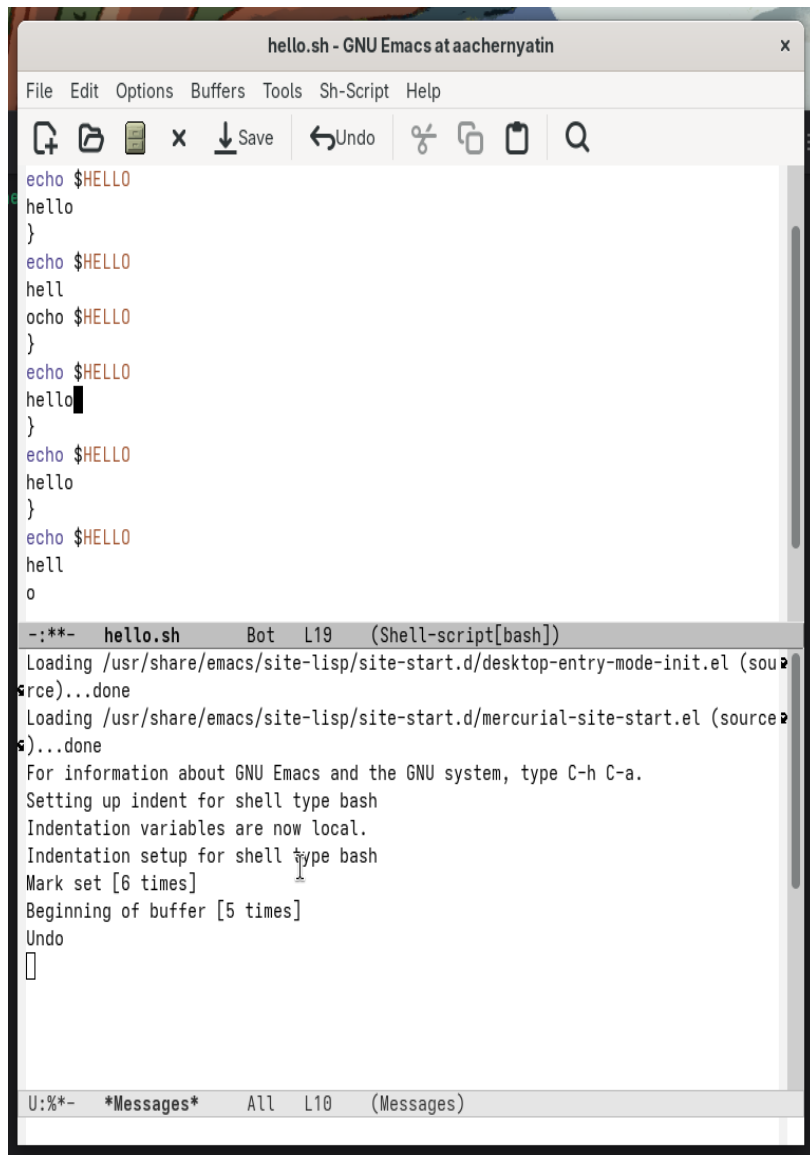 hello.sh - GNU Emacs at aachernyatin
File Edit Options Buffers Tools Sh-Script Help
Save Undo
echo $HELLO
hello
}
echo $HELLO
hell
ocho $HELLO
}
echo $HELLO
hello
}
echo $HELLO
hello
}
echo $HELLO
hell
o
-:**- hello.sh Bot L19 (Shell-script[bash])
Loading /usr/share/emacs/site-lisp/site-start.d/desktop-entry-mode-init.el (sou
rce)...done
Loading /usr/share/emacs/site-lisp/site-start.d/mercurial-site-start.el (source
)...done
For information about GNU Emacs and the GNU system, type C-h C-a.
Setting up indent for shell type bash
Indentation variables are now local.
Indentation setup for shell type bash
Mark set [6 times]
Beginning of buffer [5 times]
Undo
U:%*- *Messages* All L10 (Messages)